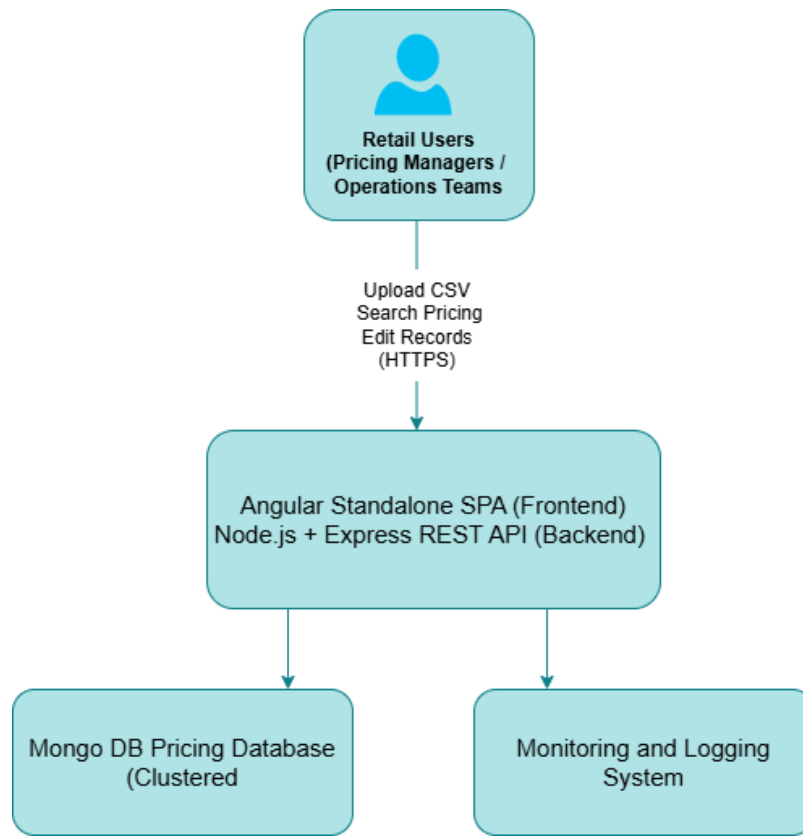 Retail Users
(Pricing Managers /
Operations Teams
Upload CSV
Search Pricing
Edit Records
(HTTPS)
Angular Standalone SPA (Frontend)
Node.js + Express REST API (Backend)
Mongo DB Pricing Database
(Clustered
Monitoring and Logging
System